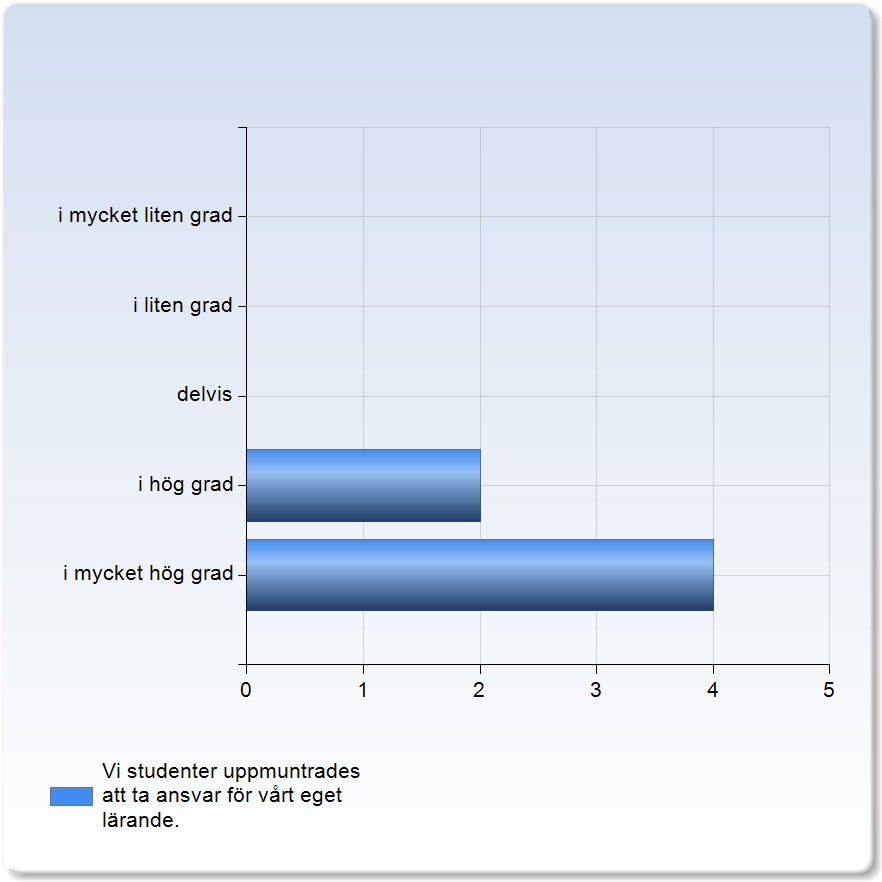 i mycket liten grad
i liten grad
delvis
i hög grad
i mycket hög grad
0 1 2 3 4 5
Vi studenter uppmuntrades
att ta ansvar för vårt eget
lärande.